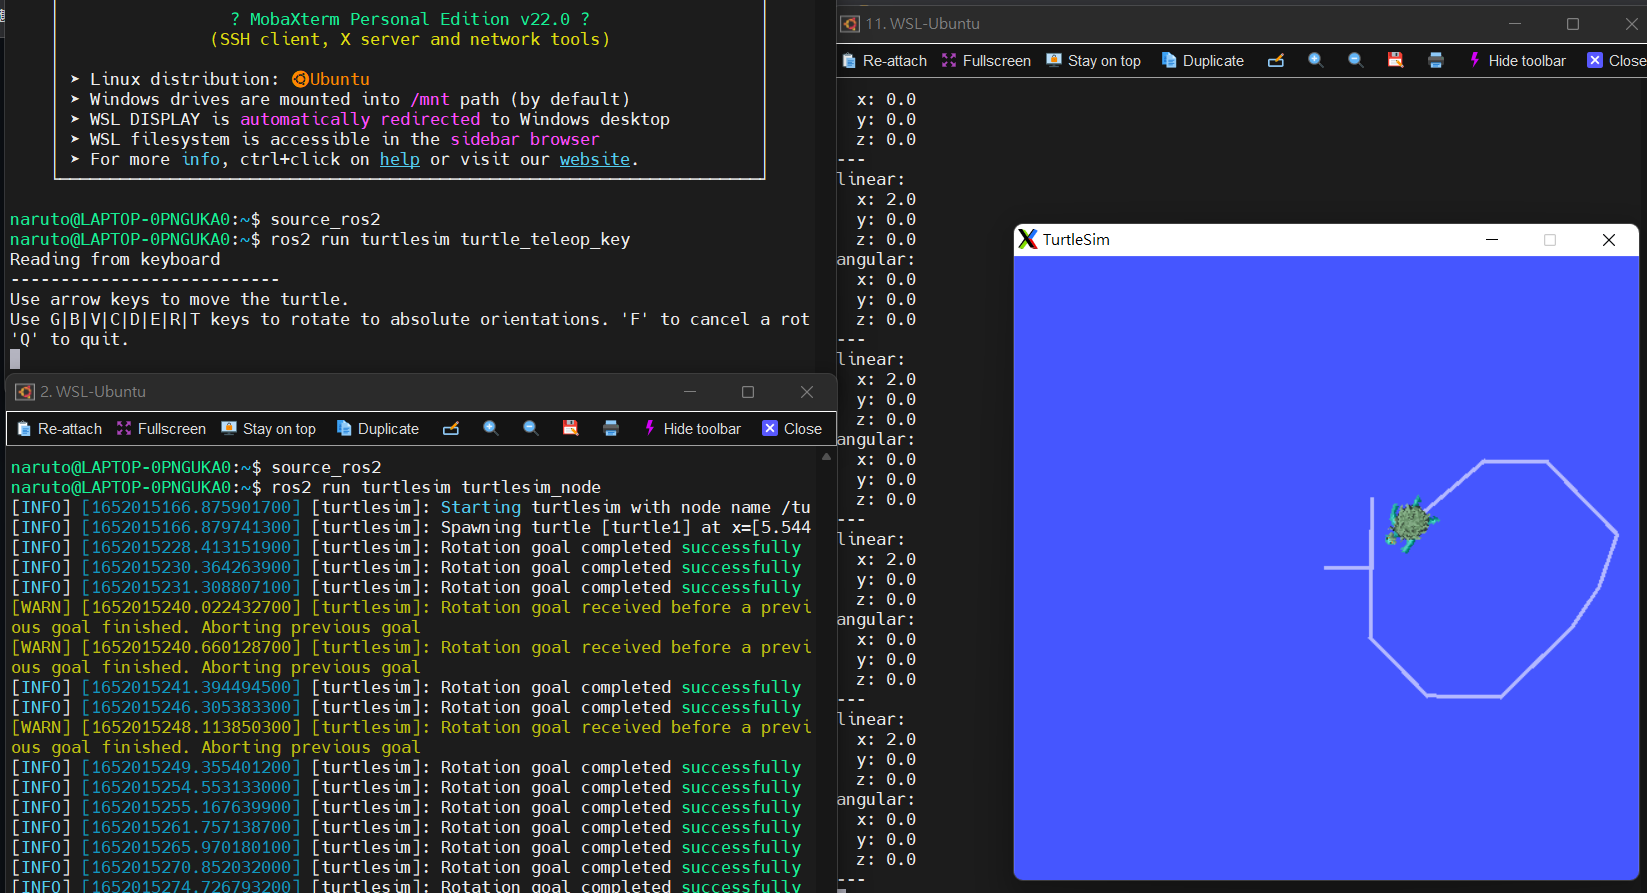 ? MobaXterm Personal Edition v22.0 ?
(SSH client, X server and network tools)
➤ Linux distribution: Ubuntu
➤ Windows drives are mounted into /mnt path (by default)
➤ WSL DISPLAY is automatically redirected to Windows desktop
➤ WSL filesystem is accessible in the sidebar browser
➤ For more info, ctrl+click on help or visit our website.
naruto@LAPTOP-0PNGUKA0:~$ source_ros2
naruto@LAPTOP-0PNGUKA0:~$ ros2 run turtlesim turtle_teleop_key
Reading from keyboard
---------------------------
Use arrow keys to move the turtle.
Use G|B|V|C|D|E|R|T keys to rotate to absolute orientations. 'F' to cancel a rot
'Q' to quit.
2. WSL-Ubuntu
Re-attach Fullscreen Stay on top Duplicate Hide toolbar Close
naruto@LAPTOP-0PNGUKA0:~$ source_ros2
naruto@LAPTOP-0PNGUKA0:~$ ros2 run turtlesim turtlesim_node
[INFO] [1652015166.875901700] [turtlesim]: Starting turtlesim with node name /tu
[INFO] [1652015166.879741300] [turtlesim]: Spawning turtle [turtle1] at x=[5.544
[INFO] [1652015228.413151900] [turtlesim]: Rotation goal completed successfully
[INFO] [1652015230.364263900] [turtlesim]: Rotation goal completed successfully
[INFO] [1652015231.308807100] [turtlesim]: Rotation goal completed successfully
[WARN] [1652015240.022432700] [turtlesim]: Rotation goal received before a previ
ous goal finished. Aborting previous goal
[WARN] [1652015240.660128700] [turtlesim]: Rotation goal received before a previ
ous goal finished. Aborting previous goal
[INFO] [1652015241.394494500] [turtlesim]: Rotation goal completed successfully
[INFO] [1652015246.305383300] [turtlesim]: Rotation goal completed successfully
[WARN] [1652015248.113850300] [turtlesim]: Rotation goal received before a previ
ous goal finished. Aborting previous goal
[INFO] [1652015249.355401200] [turtlesim]: Rotation goal completed successfully
[INFO] [1652015254.553133000] [turtlesim]: Rotation goal completed successfully
[INFO] [1652015255.167639900] [turtlesim]: Rotation goal completed successfully
[INFO] [1652015261.757138700] [turtlesim]: Rotation goal completed successfully
[INFO] [1652015265.970180100] [turtlesim]: Rotation goal completed successfully
[INFO] [1652015270.852032000] [turtlesim]: Rotation goal completed successfully
[INFO] [1652015274.726793200] [turtlesim]: Rotation goal completed successfully
11. WSL-Ubuntu
Re-attach Fullscreen Stay on top Duplicate Hide toolbar Close
x: 0.0
y: 0.0
z: 0.0
---
linear:
x: 2.0
y: 0.0
z: 0.0
angular:
x: 0.0
y: 0.0
z: 0.0
---
linear:
x: 2.0
y: 0.0
z: 0.0
angular:
x: 0.0
y: 0.0
z: 0.0
---
linear:
x: 2.0
y: 0.0
z: 0.0
angular:
x: 0.0
y: 0.0
z: 0.0
---
linear:
x: 2.0
y: 0.0
z: 0.0
angular:
x: 0.0
y: 0.0
z: 0.0
---
TurtleSim